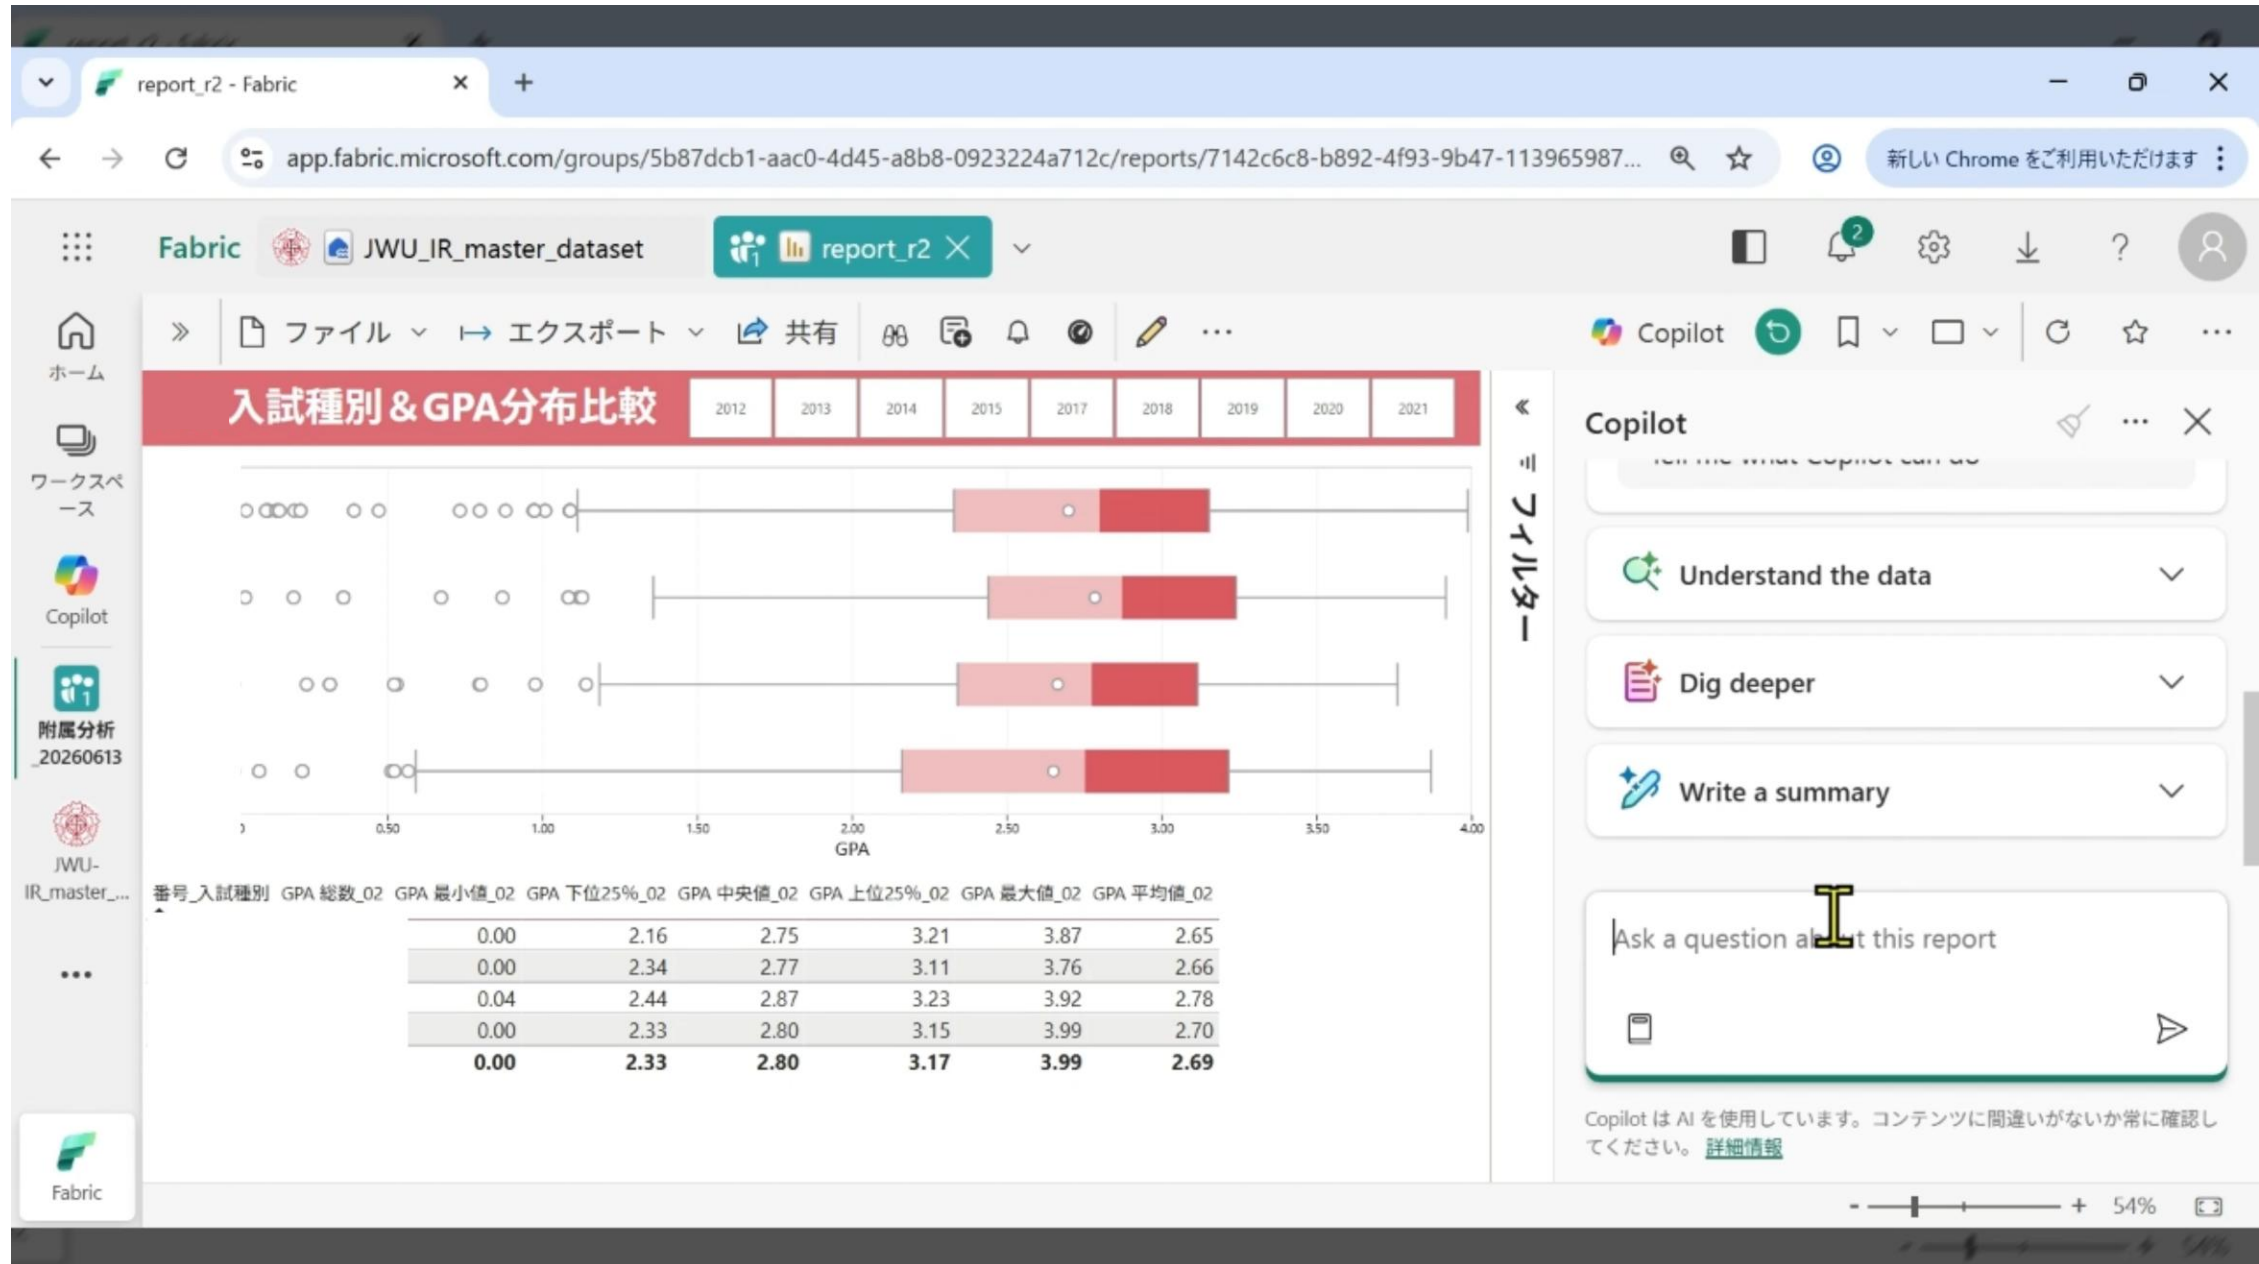 report_r2 - Fabric
app.fabric.microsoft.com/groups/5b87dcb1-aac0-4d45-a8b8-0923224a712c/reports/7142c6c8-b892-4f93-9b47-113965987...
新しい Chrome をご利用いただけます
Fabric
JWU_IR_master_dataset
1
report_r2
2
ホーム
ワークスペ
ース
Copilot
1
附属分析
_20260613
JWU-
IR_master_...
Fabric
ファイル
エクスポート
共有
Copilot
入試種別＆GPA分布比較
2012 2013 2014 2015 2017 2018 2019 2020 2021
0.50 1.00 1.50 2.00 2.50 3.00 3.50 4.00
GPA
番号_入試種別 GPA 総数_02 GPA 最小値_02 GPA 下位25%_02 GPA 中央値_02 GPA 上位25%_02 GPA 最大値_02 GPA 平均値_02
0.00 2.16 2.75 3.21 3.87 2.65
0.00 2.34 2.77 3.11 3.76 2.66
0.04 2.44 2.87 3.23 3.92 2.78
0.00 2.33 2.80 3.15 3.99 2.70
0.00 2.33 2.80 3.17 3.99 2.69
フィルター
Copilot
Tell me what Copilot can do
Understand the data
Dig deeper
Write a summary
Ask a question about this report
Copilot は AI を使用しています。コンテンツに間違いがないか常に確認し
てください。 詳細情報
54%